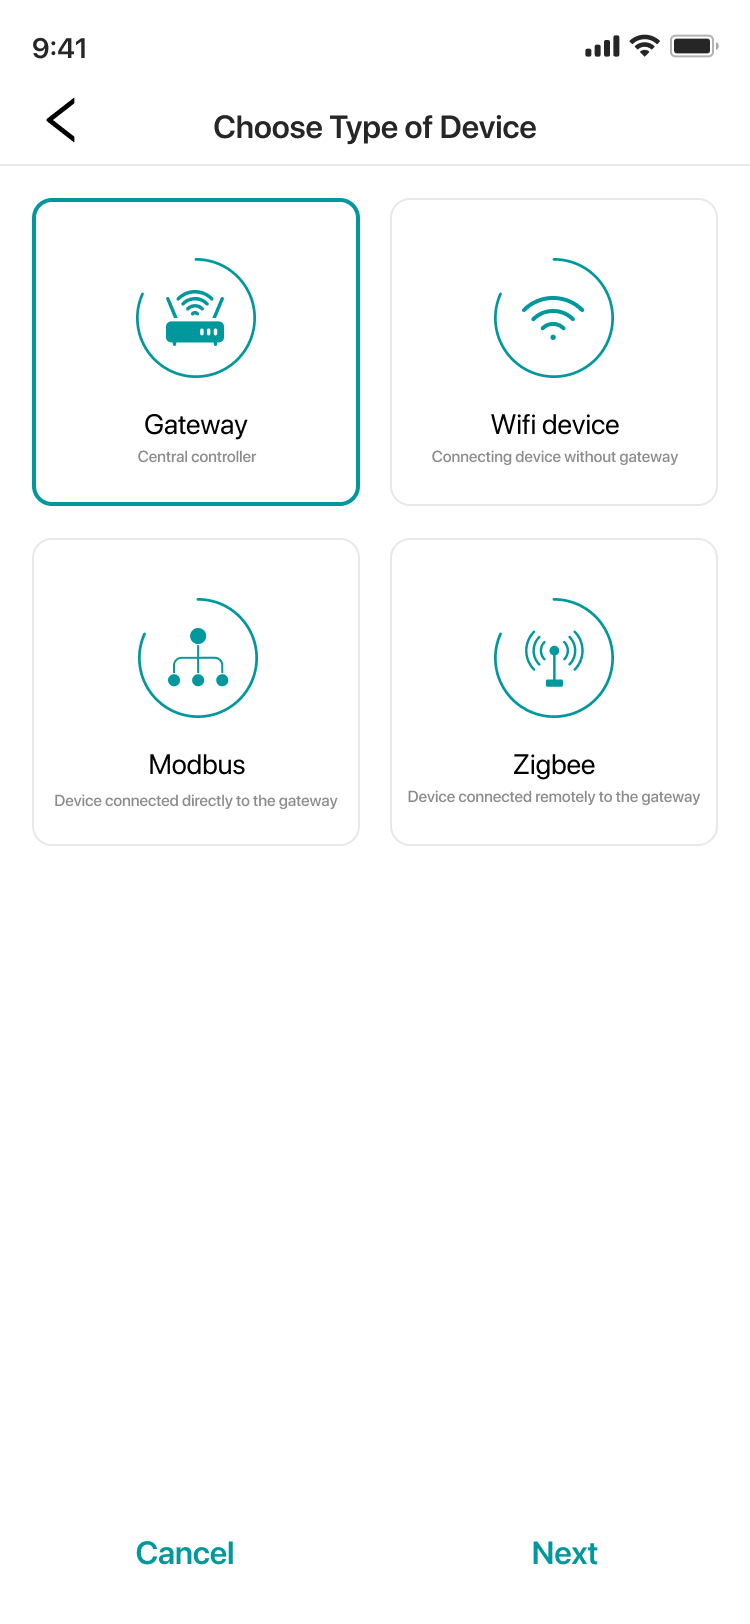 9:41
Choose Type of Device
Gateway
Central controller
Wifi device
Connecting device without gateway
Modbus
Device connected directly to the gateway
Zigbee
Device connected remotely to the gateway
Cancel
Next